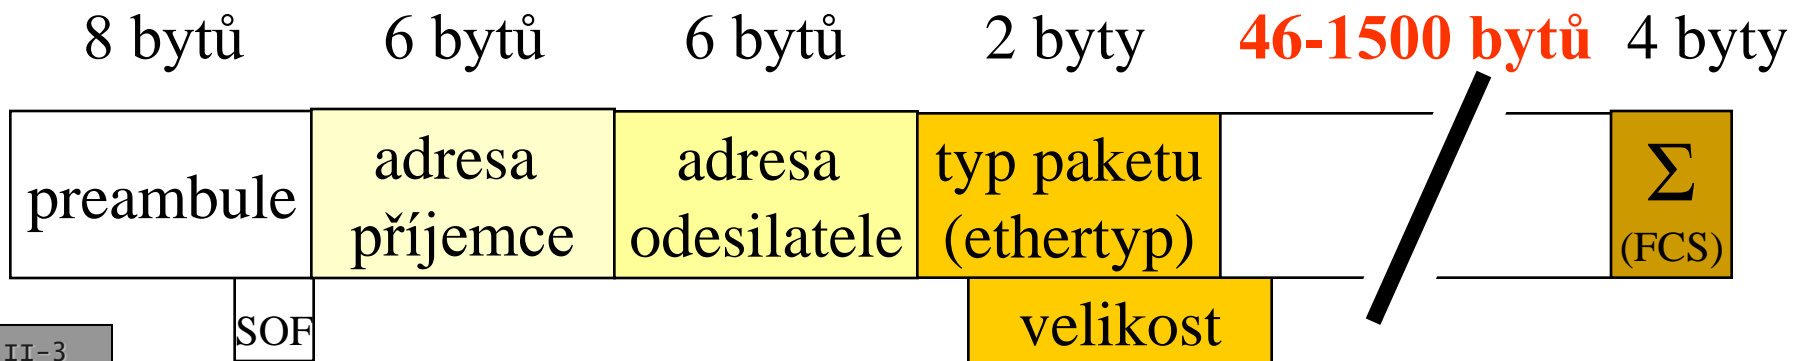 8 bytů 6 bytů 6 bytů 2 byty 46-1500 bytů 4 byty
preambule
adresa
příjemce
adresa
odesilatele
typ paketu
(ethertyp)
Σ
(FCS)
SOF
velikost
II-3